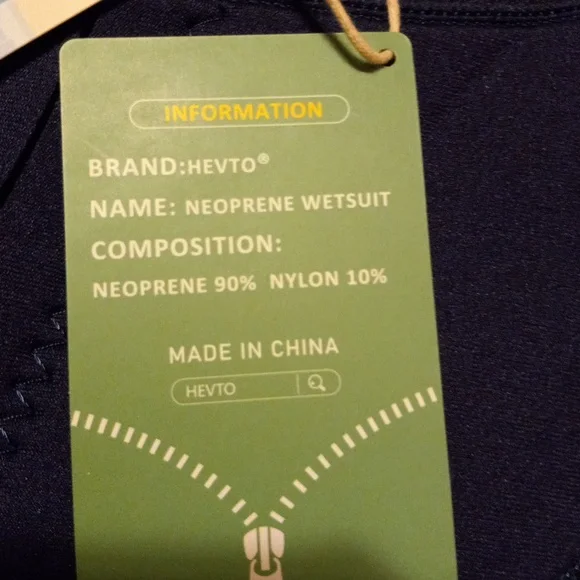 INFORMATION
BRAND:HEVTO®
NAME: NEOPRENE WETSUIT
COMPOSITION:
NEOPRENE 90% NYLON 10%
MADE IN CHINA
HEVTO